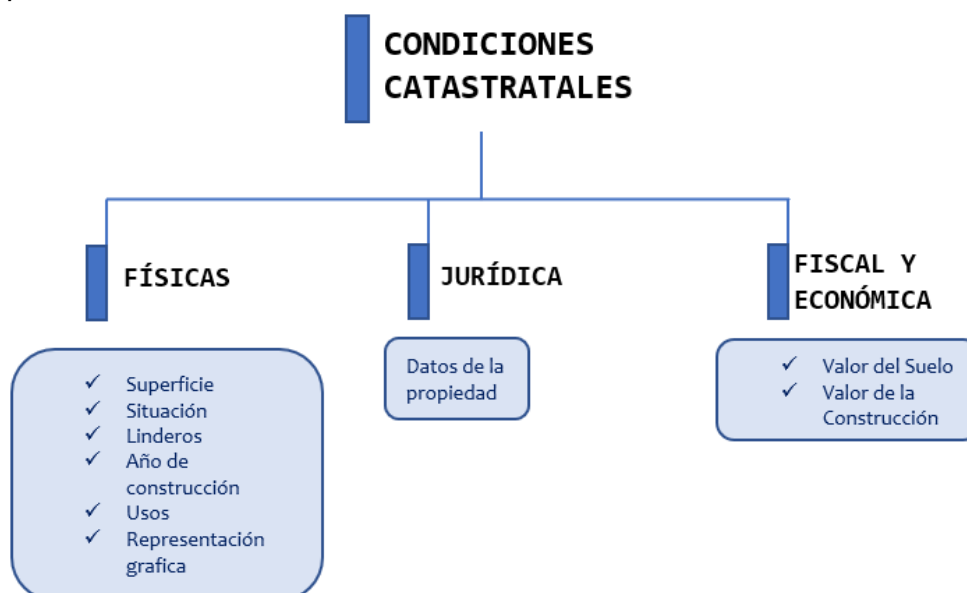 CONDICIONES
CATASTRATALES
FÍSICAS
✓ Superficie
✓ Situación
✓ Linderos
✓ Año de
construcción
✓ Usos
✓ Representación
grafica
JURÍDICA
Datos de la
propiedad
FISCAL Y
ECONÓMICA
✓ Valor del Suelo
✓ Valor de la
Construcción